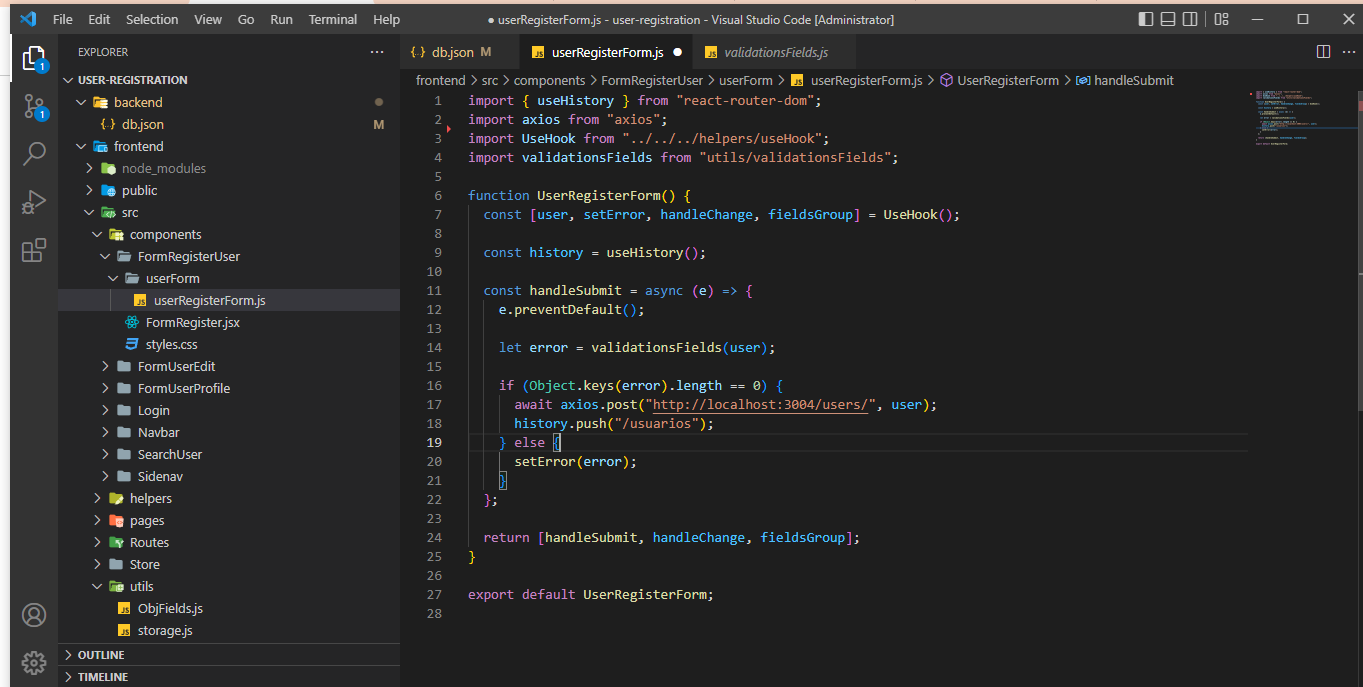 File Edit Selection View Go Run Terminal Help
● userRegisterForm.js - user-registration - Visual Studio Code [Administrator]
EXPLORER
USER-REGISTRATION
backend
db.json M
frontend
node_modules
public
src
components
FormRegisterUser
userForm
userRegisterForm.js
FormRegister.jsx
styles.css
FormUserEdit
FormUserProfile
Login
Navbar
SearchUser
Sidenav
helpers
pages
Routes
Store
utils
ObjFields.js
storage.js
OUTLINE
TIMELINE
1
1
db.json M
userRegisterForm.js
validationsFields.js
frontend > src > components > FormRegisterUser > userForm > userRegisterForm.js > UserRegisterForm > handleSubmit
1 import { useHistory } from "react-router-dom";
2 import axios from "axios";
3 import UseHook from "../../../helpers/useHook";
4 import validationsFields from "utils/validationsFields";
5
6 function UserRegisterForm() {
7 const [user, setError, handleChange, fieldsGroup] = UseHook();
8
9 const history = useHistory();
10
11 const handleSubmit = async (e) => {
12 e.preventDefault();
13
14 let error = validationsFields(user);
15
16 if (Object.keys(error).length == 0) {
17 await axios.post("http://localhost:3004/users/", user);
18 history.push("/usuarios");
19 } else {
20 setError(error);
21 }
22 };
23
24 return [handleSubmit, handleChange, fieldsGroup];
25 }
26
27 export default UserRegisterForm;
28